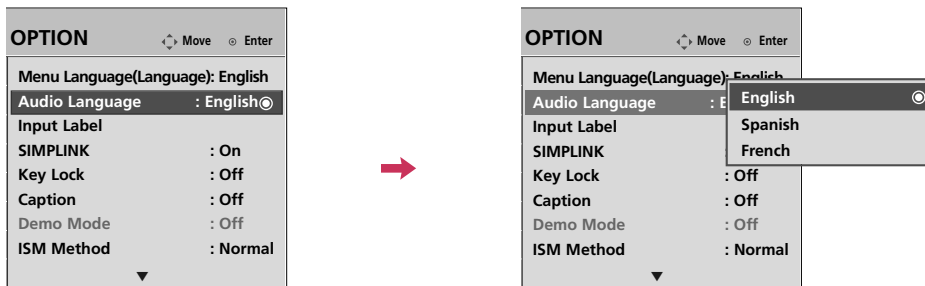 OPTION Move Enter
Menu Language(Language): English
Audio Language : English
Input Label
SIMPLINK : On
Key Lock : Off
Caption : Off
Demo Mode : Off
ISM Method : Normal
OPTION Move Enter
Menu Language(Language): English
Audio Language : E
Input Label
SIMPLINK
Key Lock : Off
Caption : Off
Demo Mode : Off
ISM Method : Normal
English
Spanish
French